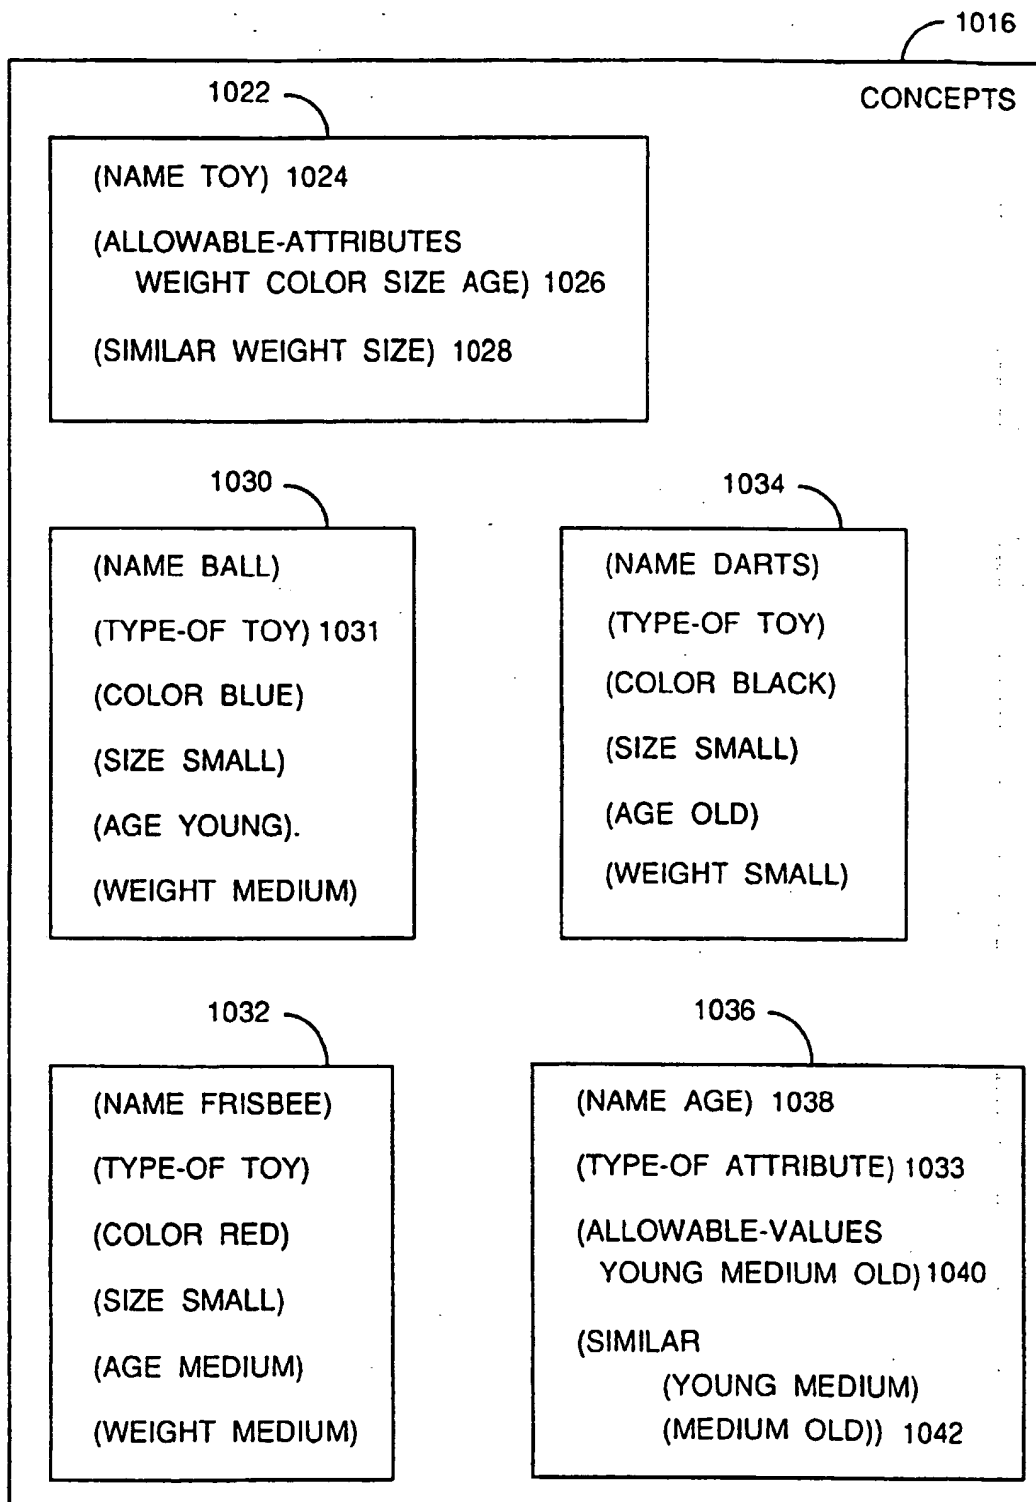 1016
CONCEPTS
1022
(NAME TOY) 1024
(ALLOWABLE-ATTRIBUTES
WEIGHT COLOR SIZE AGE) 1026
(SIMILAR WEIGHT SIZE) 1028
1030
(NAME BALL)
(TYPE-OF TOY) 1031
(COLOR BLUE)
(SIZE SMALL)
(AGE YOUNG).
(WEIGHT MEDIUM)
1034
(NAME DARTS)
(TYPE-OF TOY)
(COLOR BLACK)
(SIZE SMALL)
(AGE OLD)
(WEIGHT SMALL)
1032
(NAME FRISBEE)
(TYPE-OF TOY)
(COLOR RED)
(SIZE SMALL)
(AGE MEDIUM)
(WEIGHT MEDIUM)
1036
(NAME AGE) 1038
(TYPE-OF ATTRIBUTE) 1033
(ALLOWABLE-VALUES
YOUNG MEDIUM OLD) 1040
(SIMILAR
(YOUNG MEDIUM)
(MEDIUM OLD)) 1042